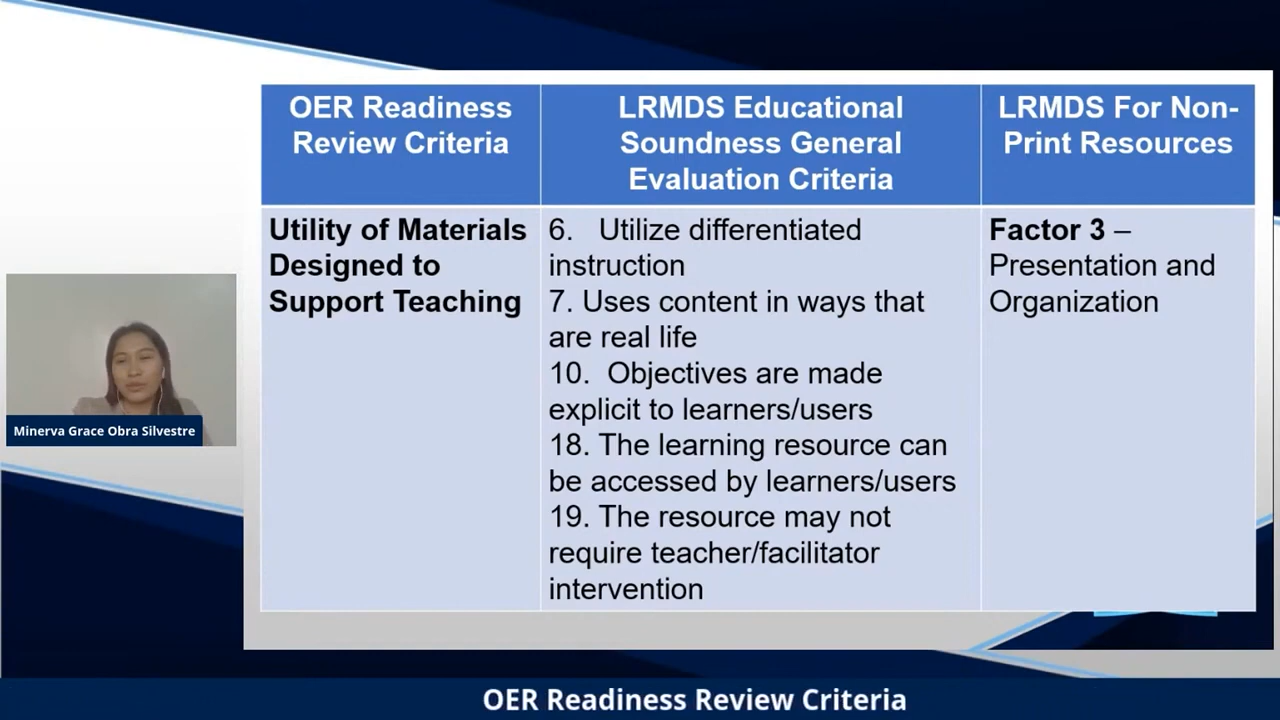 OER Readiness
Review Criteria
LRMDS Educational
Soundness General
Evaluation Criteria
LRMDS For Non-
Print Resources
Utility of Materials
Designed to
Support Teaching
6. Utilize differentiated
instruction
7. Uses content in ways that
are real life
10. Objectives are made
explicit to learners/users
18. The learning resource can
be accessed by learners/users
19. The resource may not
require teacher/facilitator
intervention
Factor 3 –
Presentation and
Organization
Minerva Grace Obra Silvestre
OER Readiness Review Criteria